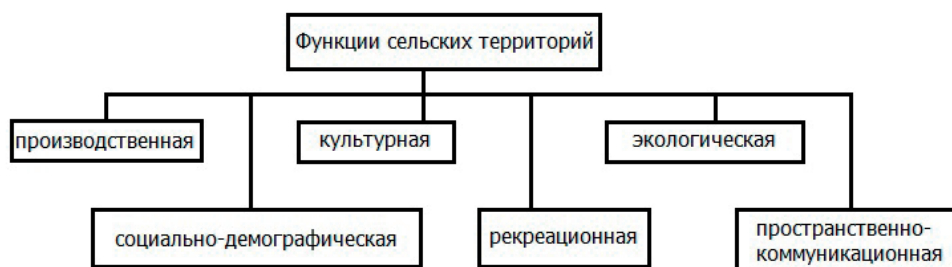 Функции сельских территорий
производственная
культурная
экологическая
социально-демографическая
рекреационная
пространственно-
коммуникационная